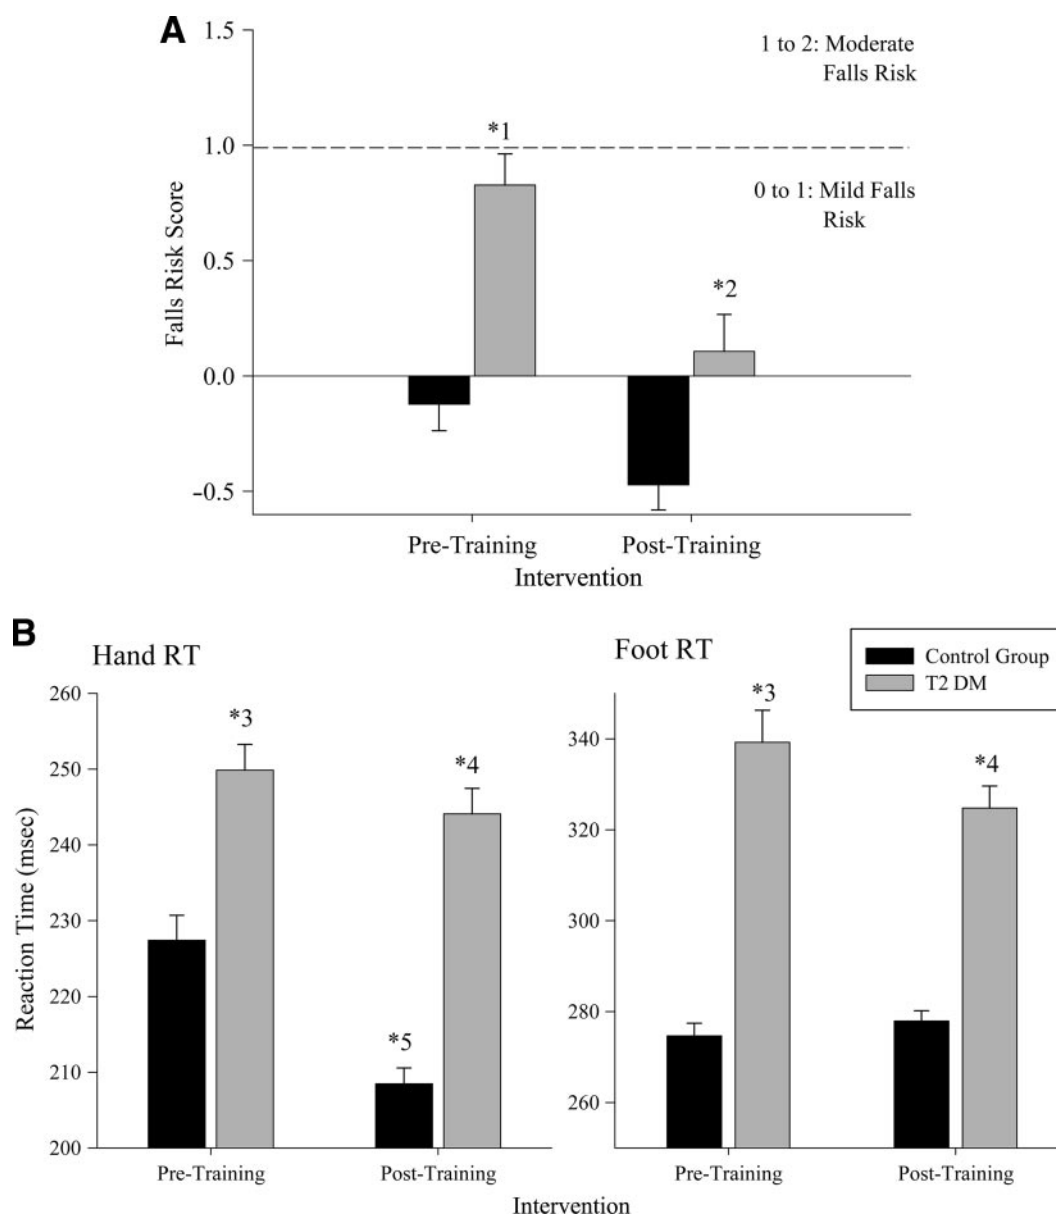 A
1.5
1.0
0.5
0.0
-0.5
Falls Risk Score
1 to 2: Moderate
Falls Risk
*1
0 to 1: Mild Falls
Risk
*2
Pre-Training
Post-Training
Intervention
B
Hand RT
Foot RT
Control Group
T2 DM
260
250
240
230
220
210
200
Reaction Time (msec)
*3
*4
*5
Pre-Training
Post-Training
340
320
300
280
260
*3
*4
Pre-Training
Post-Training
Intervention